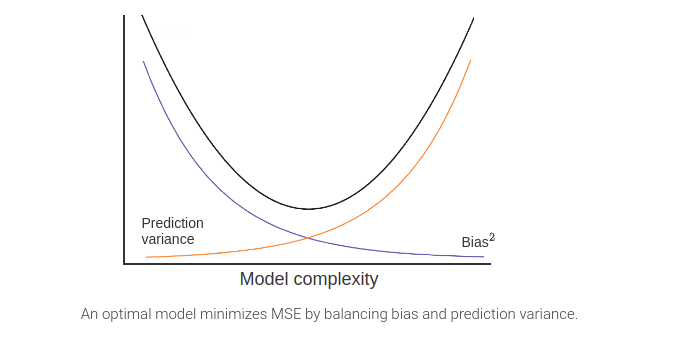 Prediction
variance
Bias²
Model complexity
An optimal model minimizes MSE by balancing bias and prediction variance.